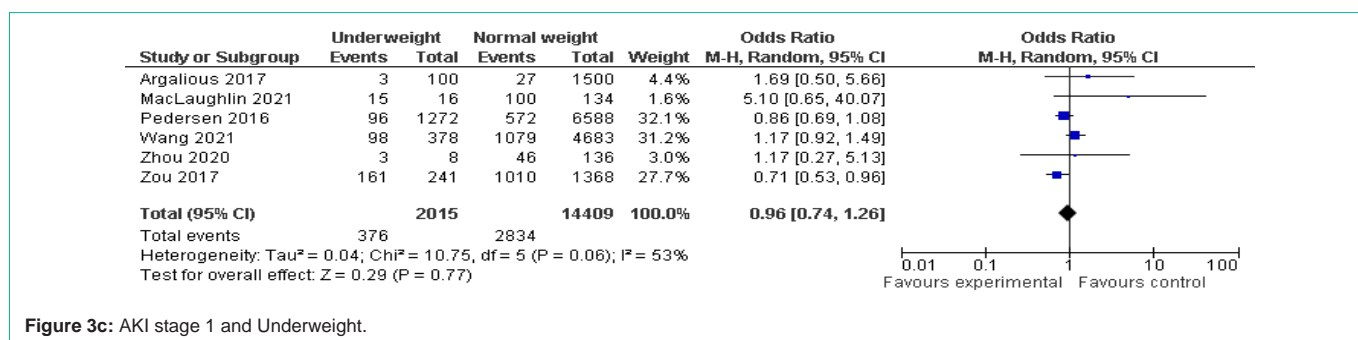 Underweight Normal weight Odds Ratio Odds Ratio
Study or Subgroup Events Total Events Total Weight M-H, Random, 95% CI M-H, Random, 95% CI
Argalious 2017 3 100 27 1500 4.4% 1.69 [0.50, 5.66]
MacLaughlin 2021 15 16 100 134 1.6% 5.10 [0.65, 40.07]
Pedersen 2016 96 1272 572 6588 32.1% 0.86 [0.69, 1.08]
Wang 2021 98 378 1079 4683 31.2% 1.17 [0.92, 1.49]
Zhou 2020 3 8 46 136 3.0% 1.17 [0.27, 5.13]
Zou 2017 161 241 1010 1368 27.7% 0.71 [0.53, 0.96]
Total (95% CI) 2015 14409 100.0% 0.96 [0.74, 1.26]
Total events 376 2834
Heterogeneity: Tau² = 0.04; Chi² = 10.75, df = 5 (P = 0.06); I² = 53%
Test for overall effect: Z = 0.29 (P = 0.77)
0.01 0.1 1 10 100
Favours experimental Favours control
Figure 3c: AKI stage 1 and Underweight.